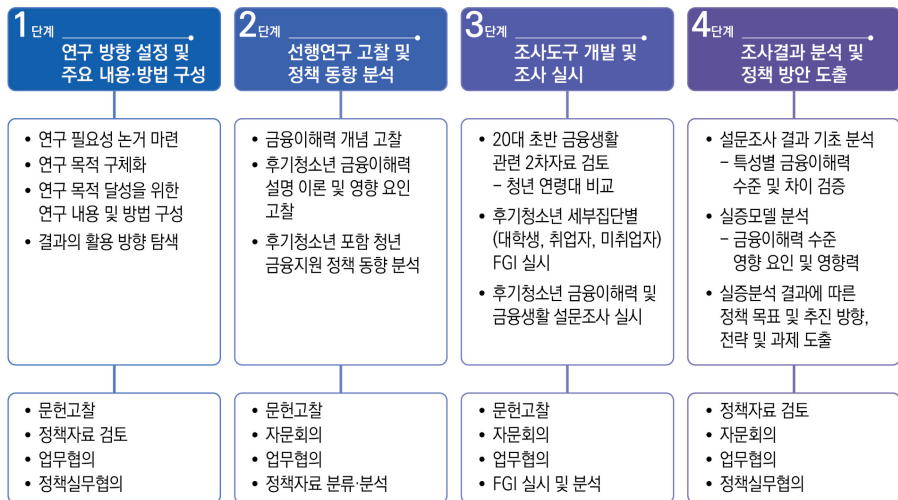 1단계
연구 방향 설정 및
주요 내용·방법 구성
• 연구 필요성 논거 마련
• 연구 목적 구체화
• 연구 목적 달성을 위한
연구 내용 및 방법 구성
• 결과의 활용 방향 탐색
• 문헌고찰
• 정책자료 검토
• 업무협의
• 정책실무협의
2단계
선행연구 고찰 및
정책 동향 분석
• 금융이해력 개념 고찰
• 후기청소년 금융이해력
설명 이론 및 영향 요인
고찰
• 후기청소년 포함 청년
금융지원 정책 동향 분석
• 문헌고찰
• 자문회의
• 업무협의
• 정책자료 분류·분석
3단계
조사도구 개발 및
조사 실시
• 20대 초반 금융생활
관련 2차자료 검토
– 청년 연령대 비교
• 후기청소년 세부집단별
(대학생, 취업자, 미취업자)
FGI 실시
• 후기청소년 금융이해력 및
금융생활 설문조사 실시
• 문헌고찰
• 자문회의
• 업무협의
• FGI 실시 및 분석
4단계
조사결과 분석 및
정책 방안 도출
• 설문조사 결과 기초 분석
– 특성별 금융이해력
수준 및 차이 검증
• 실증모델 분석
– 금융이해력 수준
영향 요인 및 영향력
• 실증분석 결과에 따른
정책 목표 및 추진 방향,
전략 및 과제 도출
• 정책자료 검토
• 자문회의
• 업무협의
• 정책실무협의